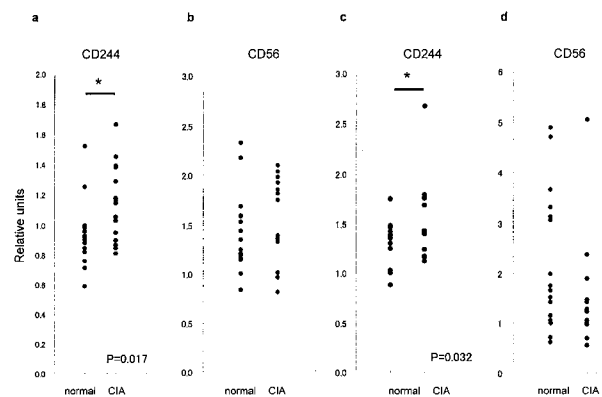 a
b
c
d
CD244
CD56
CD244
CD56
Relative units
2.0
1.8
1.6
1.4
1.2
1.0
0.8
0.6
0.4
0.2
0.0
*
P=0.017
normal CIA
3.0
2.5
2.0
1.5
1.0
0.5
0.0
normal CIA
3.0
2.5
2.0
1.5
1.0
0.5
0.0
*
P=0.032
normal CIA
6
5
4
3
2
1
0
normal CIA